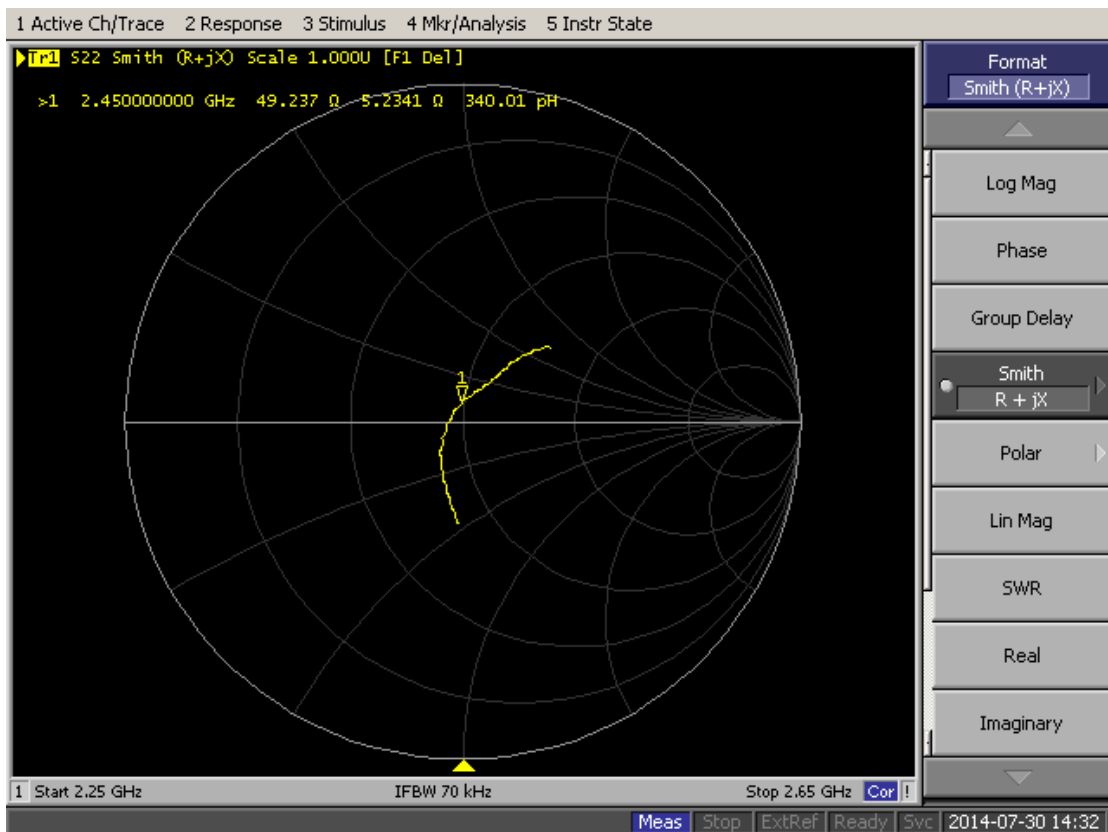 1 Active Ch/Trace 2 Response 3 Stimulus 4 Mkr/Analysis 5 Instr State
Tr1 S22 Smith (R+jX) Scale 1.000U [F1 Del]
>1 2.450000000 GHz 49.237 Ω 5.2341 Ω 340.01 pH
1
1 Start 2.25 GHz IFBW 70 kHz Stop 2.65 GHz Cor !
Format
Smith (R+jX)
Log Mag
Phase
Group Delay
Smith
R + jX
Polar
Lin Mag
SWR
Real
Imaginary
Meas Stop ExtRef Ready Svc 2014-07-30 14:32